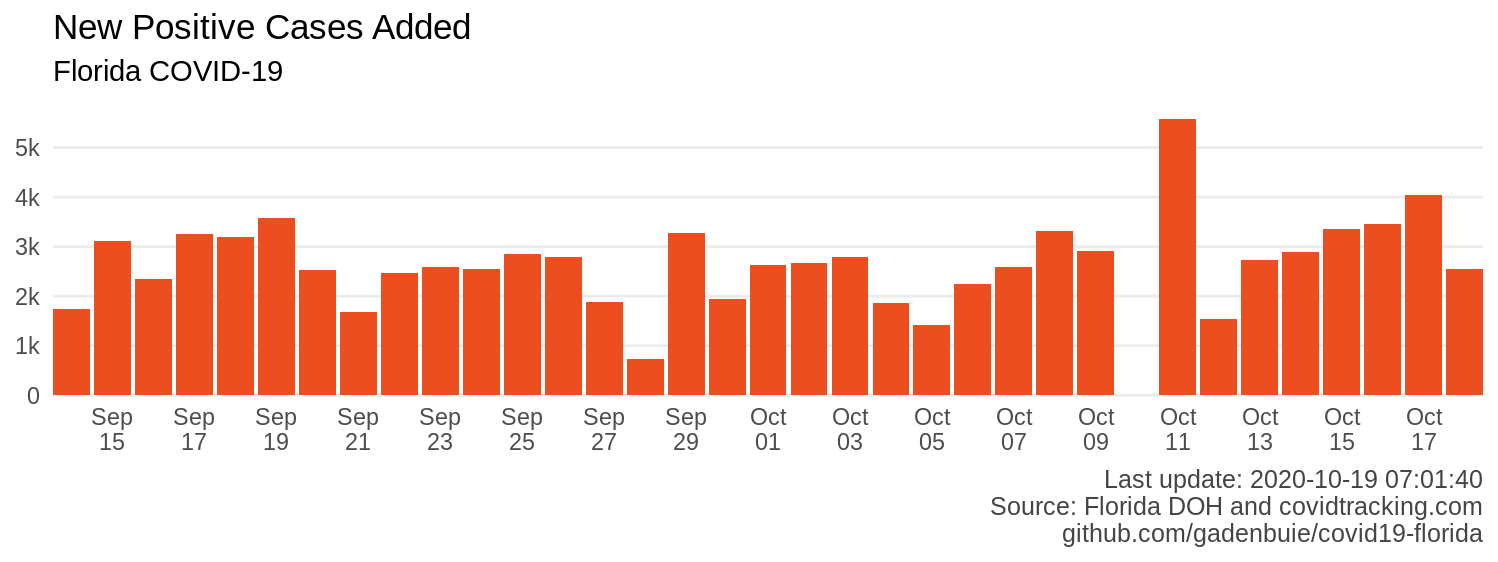 New Positive Cases Added
Florida COVID-19
5k
4k
3k
2k
1k
0
Sep Sep Sep Sep Sep Sep Sep Sep Oct Oct Oct Oct Oct Oct Oct Oct Oct
15 17 19 21 23 25 27 29 01 03 05 07 09 11 13 15 17
Last update: 2020-10-19 07:01:40
Source: Florida DOH and covidtracking.com
github.com/gadenbuie/covid19-florida